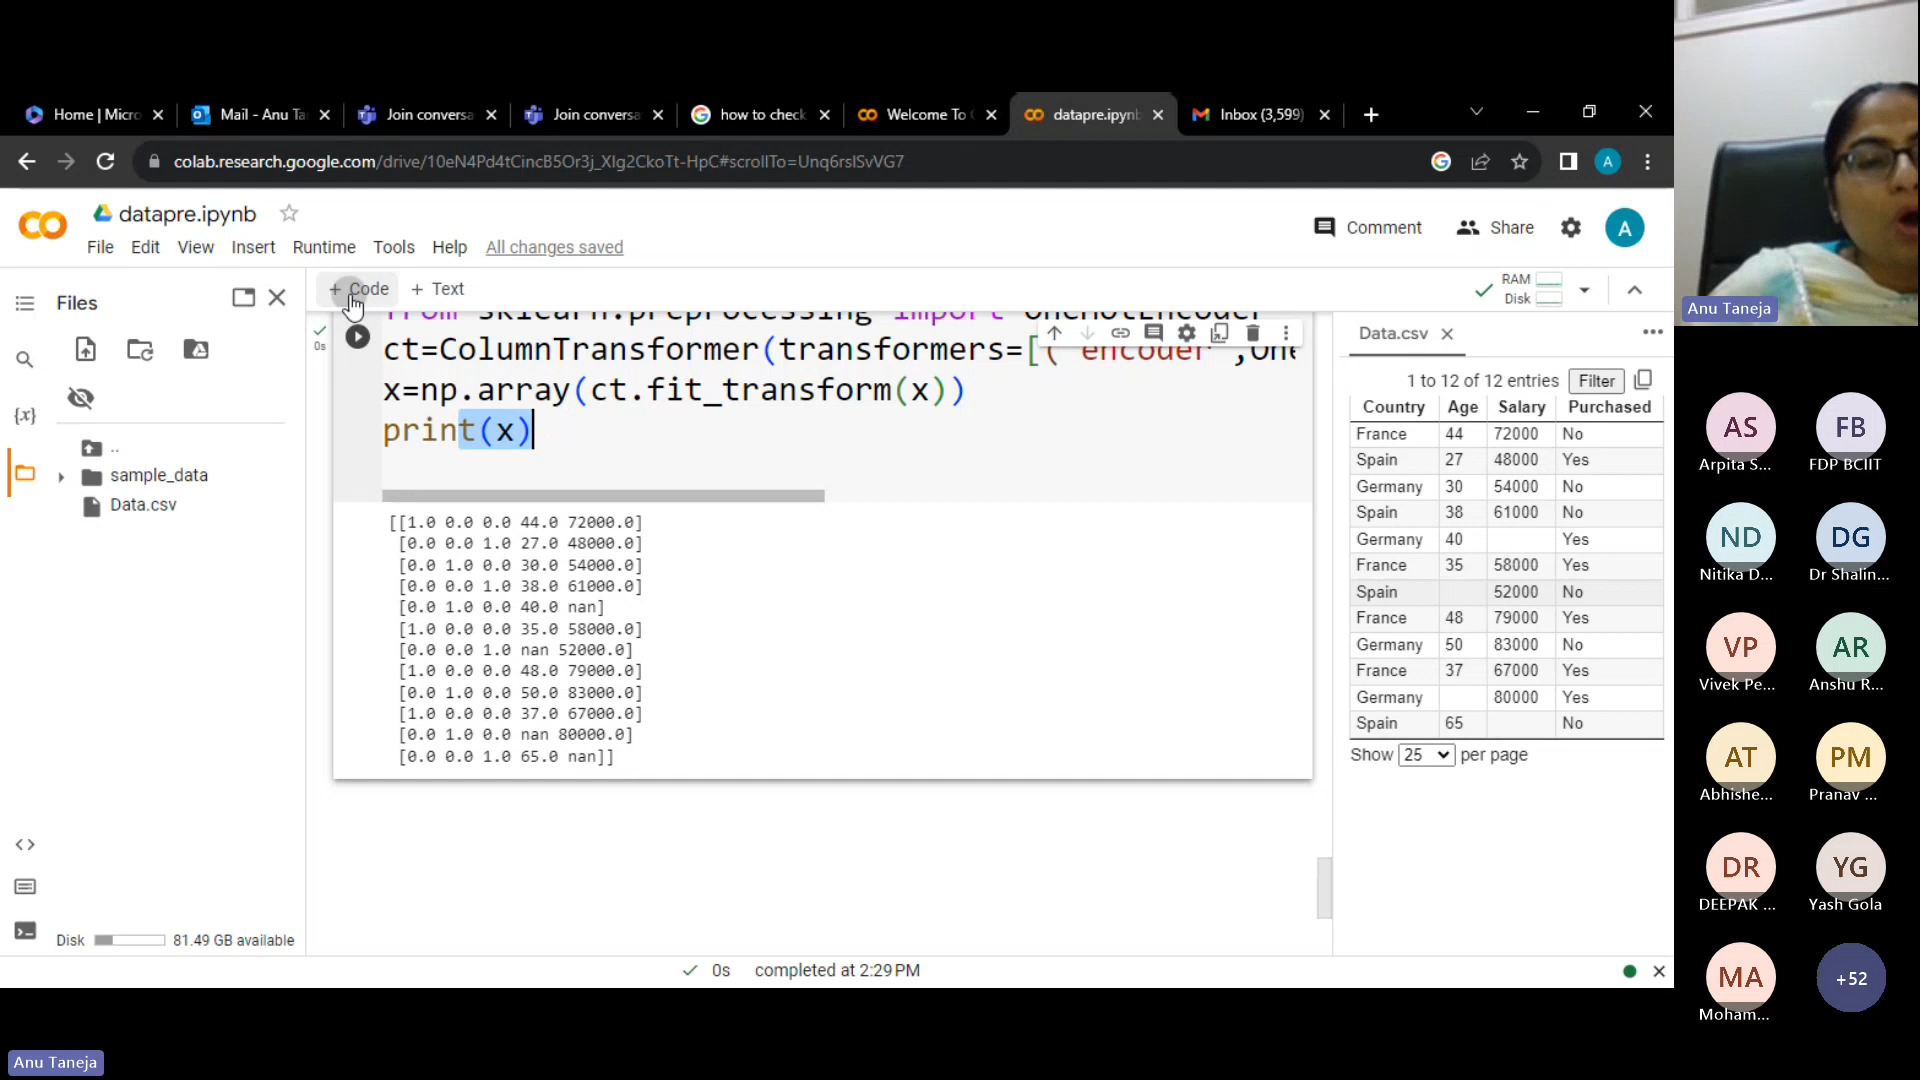 Home | Micro
Mail - Anu Ta
Join conversa
Join conversa
how to check
Welcome To C
datapre.ipynb
Inbox (3,599)
colab.research.google.com/drive/10eN4Pd4tCincB5Or3j_XIg2CkoTt-HpC#scrollTo=Unq6rslSvVG7
A
datapre.ipynb
Comment
Share
A
File Edit View Insert Runtime Tools Help All changes saved
Files
+ Code + Text
RAM
Disk
{x}
..
sample_data
Data.csv
Disk 81.49 GB available
0s
from sklearn.preprocessing import OneHotEncoder
ct=ColumnTransformer(transformers=[( 'encoder',One
x=np.array(ct.fit_transform(x))
print(x)
[[1.0 0.0 0.0 44.0 72000.0]
[0.0 0.0 1.0 27.0 48000.0]
[0.0 1.0 0.0 30.0 54000.0]
[0.0 0.0 1.0 38.0 61000.0]
[0.0 1.0 0.0 40.0 nan]
[1.0 0.0 0.0 35.0 58000.0]
[0.0 0.0 1.0 nan 52000.0]
[1.0 0.0 0.0 48.0 79000.0]
[0.0 1.0 0.0 50.0 83000.0]
[1.0 0.0 0.0 37.0 67000.0]
[0.0 1.0 0.0 nan 80000.0]
[0.0 0.0 1.0 65.0 nan]]
Data.csv
1 to 12 of 12 entries Filter
Country Age Salary Purchased
France 44 72000 No
Spain 27 48000 Yes
Germany 30 54000 No
Spain 38 61000 No
Germany 40 Yes
France 35 58000 Yes
Spain 52000 No
France 48 79000 Yes
Germany 50 83000 No
France 37 67000 Yes
Germany 80000 Yes
Spain 65 No
Show 25 per page
0s completed at 2:29 PM
Anu Taneja
AS
Arpita S...
FB
FDP BCIIT
ND
Nitika D...
DG
Dr Shalin...
VP
Vivek Pe...
AR
Anshu R...
AT
Abhishe...
PM
Pranav ...
DR
DEEPAK ...
YG
Yash Gola
MA
Moham...
+52
Anu Taneja